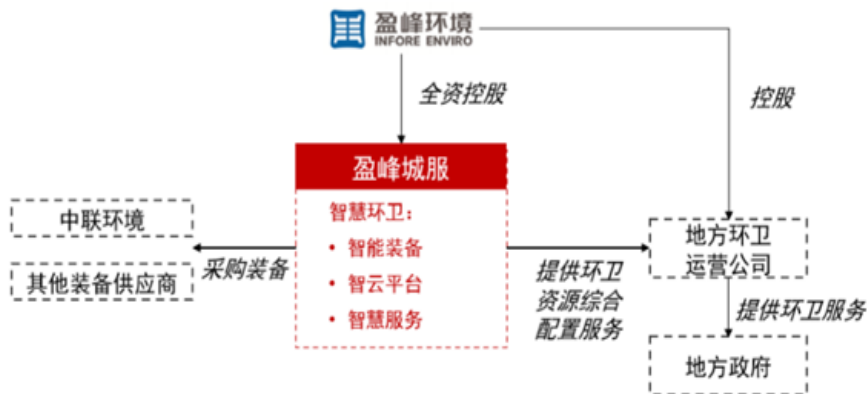 盈峰环境
INFORE ENVIRO
全资控股
控股
盈峰城服
智慧环卫：
• 智能装备
• 智云平台
• 智慧服务
中联环境
其他装备供应商
采购装备
提供环卫
资源综合
配置服务
地方环卫
运营公司
提供环卫服务
地方政府